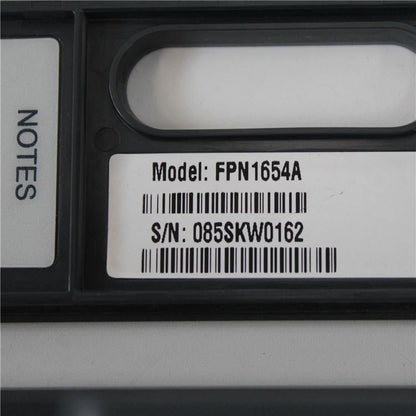 NOTES
Model: FPN1654A
S/N: 085SKW0162